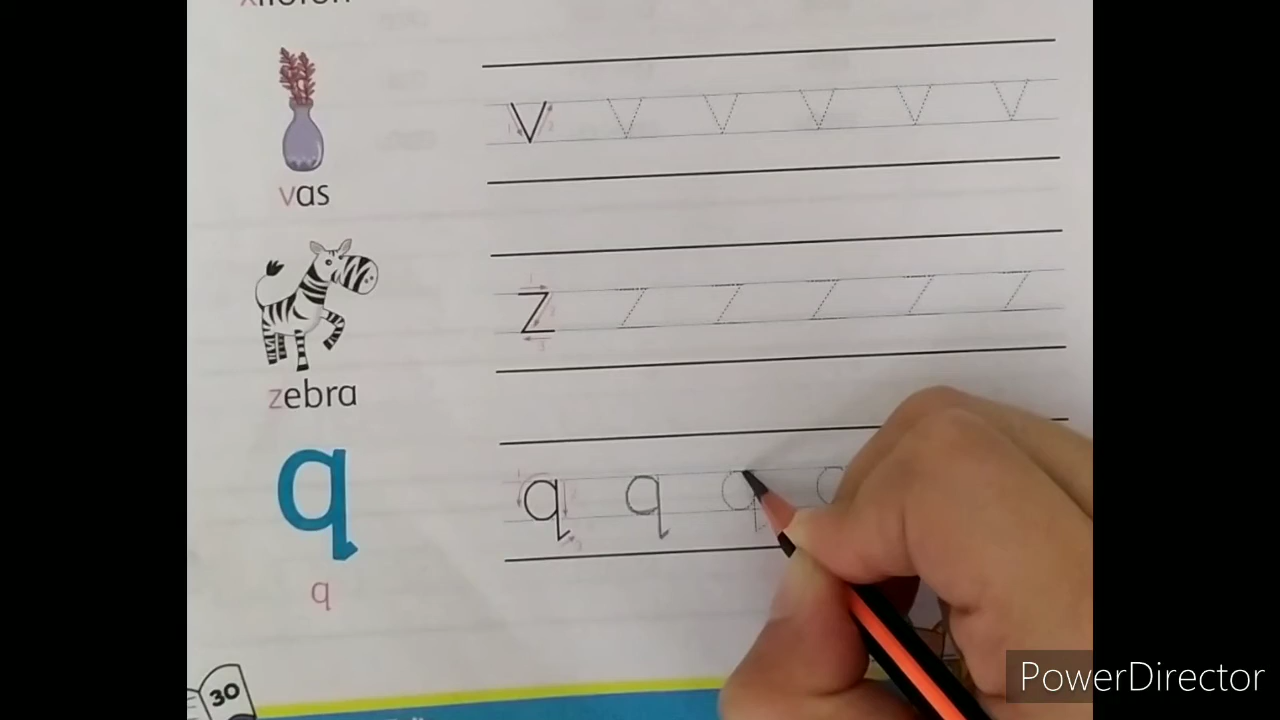 v v v v v v
vas
z z z z z z
zebra
q q q q q
q
30
PowerDirector